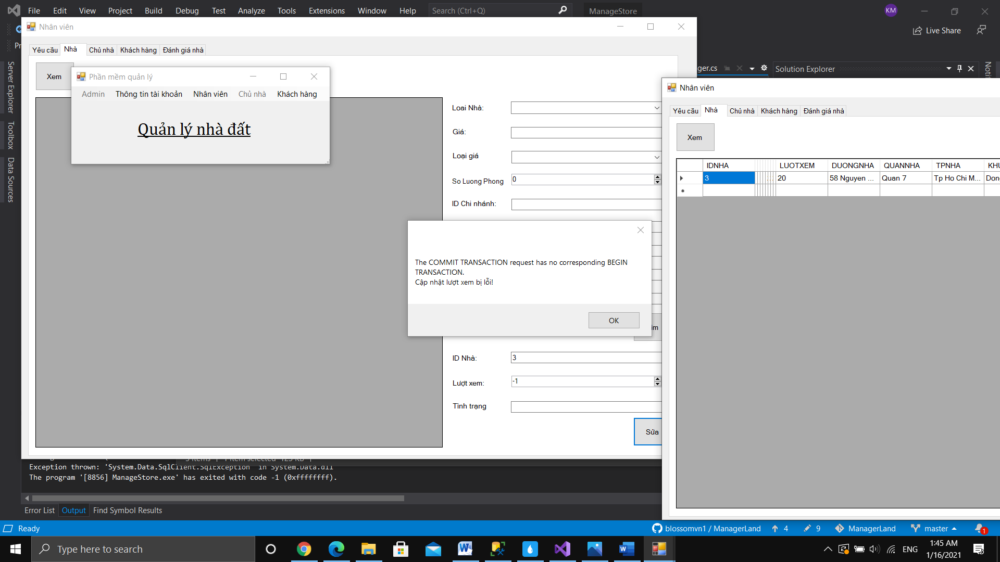 File Edit View Project Build Debug Test Analyze Tools Extensions Window Help Search (Ctrl+Q) ManageStore KM
Live Share
Nhân viên
Yêu cầu Nhà Chủ nhà Khách hàng Đánh giá nhà
Xem
Phần mềm quản lý
Admin Thông tin tài khoản Nhân viên Chủ nhà Khách hàng
Quản lý nhà đất
Server Explorer
Toolbox
Data Sources
Loai Nhà:
Giá:
Loại giá
So Luong Phong 0
ID Chi nhánh:
The COMMIT TRANSACTION request has no corresponding BEGIN
TRANSACTION.
Cập nhật lượt xem bị lỗi!
OK
ID Nhà: 3
Lượt xem: -1
Tình trạng
Sửa
ger.cs Solution Explorer
Nhân viên
Yêu cầu Nhà Chủ nhà Khách hàng Đánh giá nhà
Xem
IDNHA LUOTXEM DUONGNHA QUANNHA TPNHA KHU
3 20 58 Nguyen ... Quan 7 Tp Ho Chi M... Don
Exception thrown: 'System.Data.SqlClient.SqlException' in System.Data.dll
The program '[8856] ManageStore.exe' has exited with code -1 (0xffffffff).
Error List Output Find Symbol Results
Ready blossomvn1 / ManagerLand 4 9 ManagerLand master 1
Type here to search ENG 1:45 AM
1/16/2021